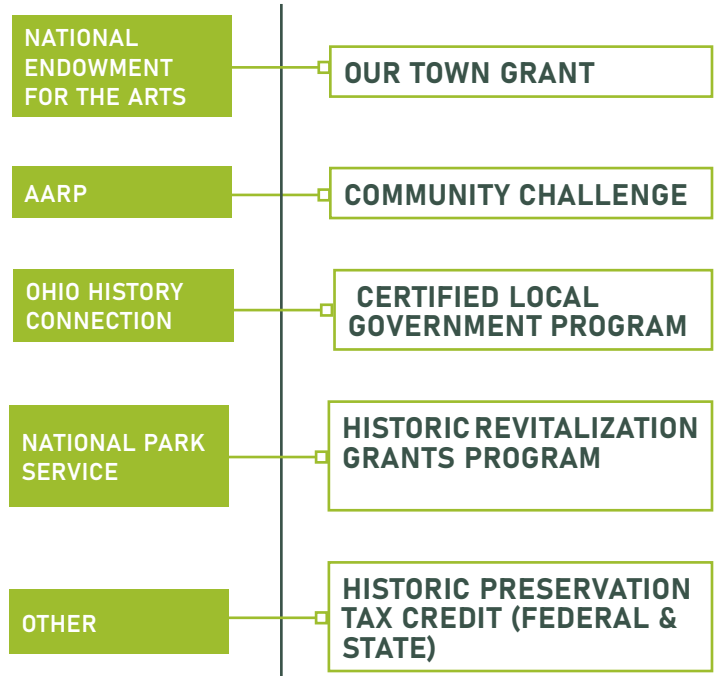 NATIONAL
ENDOWMENT
FOR THE ARTS
OUR TOWN GRANT
AARP
COMMUNITY CHALLENGE
OHIO HISTORY
CONNECTION
CERTIFIED LOCAL
GOVERNMENT PROGRAM
NATIONAL PARK
SERVICE
HISTORIC REVITALIZATION
GRANTS PROGRAM
OTHER
HISTORIC PRESERVATION
TAX CREDIT (FEDERAL &
STATE)